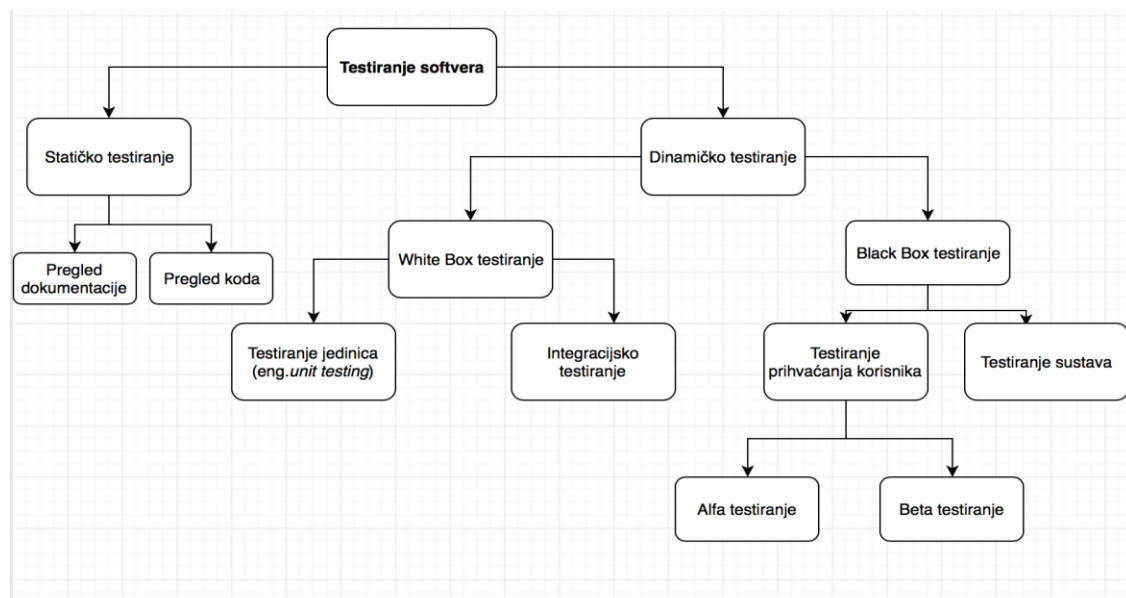 Testiranje softvera
Statičko testiranje
Dinamičko testiranje
White Box testiranje
Black Box testiranje
Pregled
dokumentacije
Pregled koda
Testiranje jedinica
(eng.unit testing)
Integracijsko
testiranje
Testiranje
prihvaćanja korisnika
Testiranje sustava
Alfa testiranje
Beta testiranje